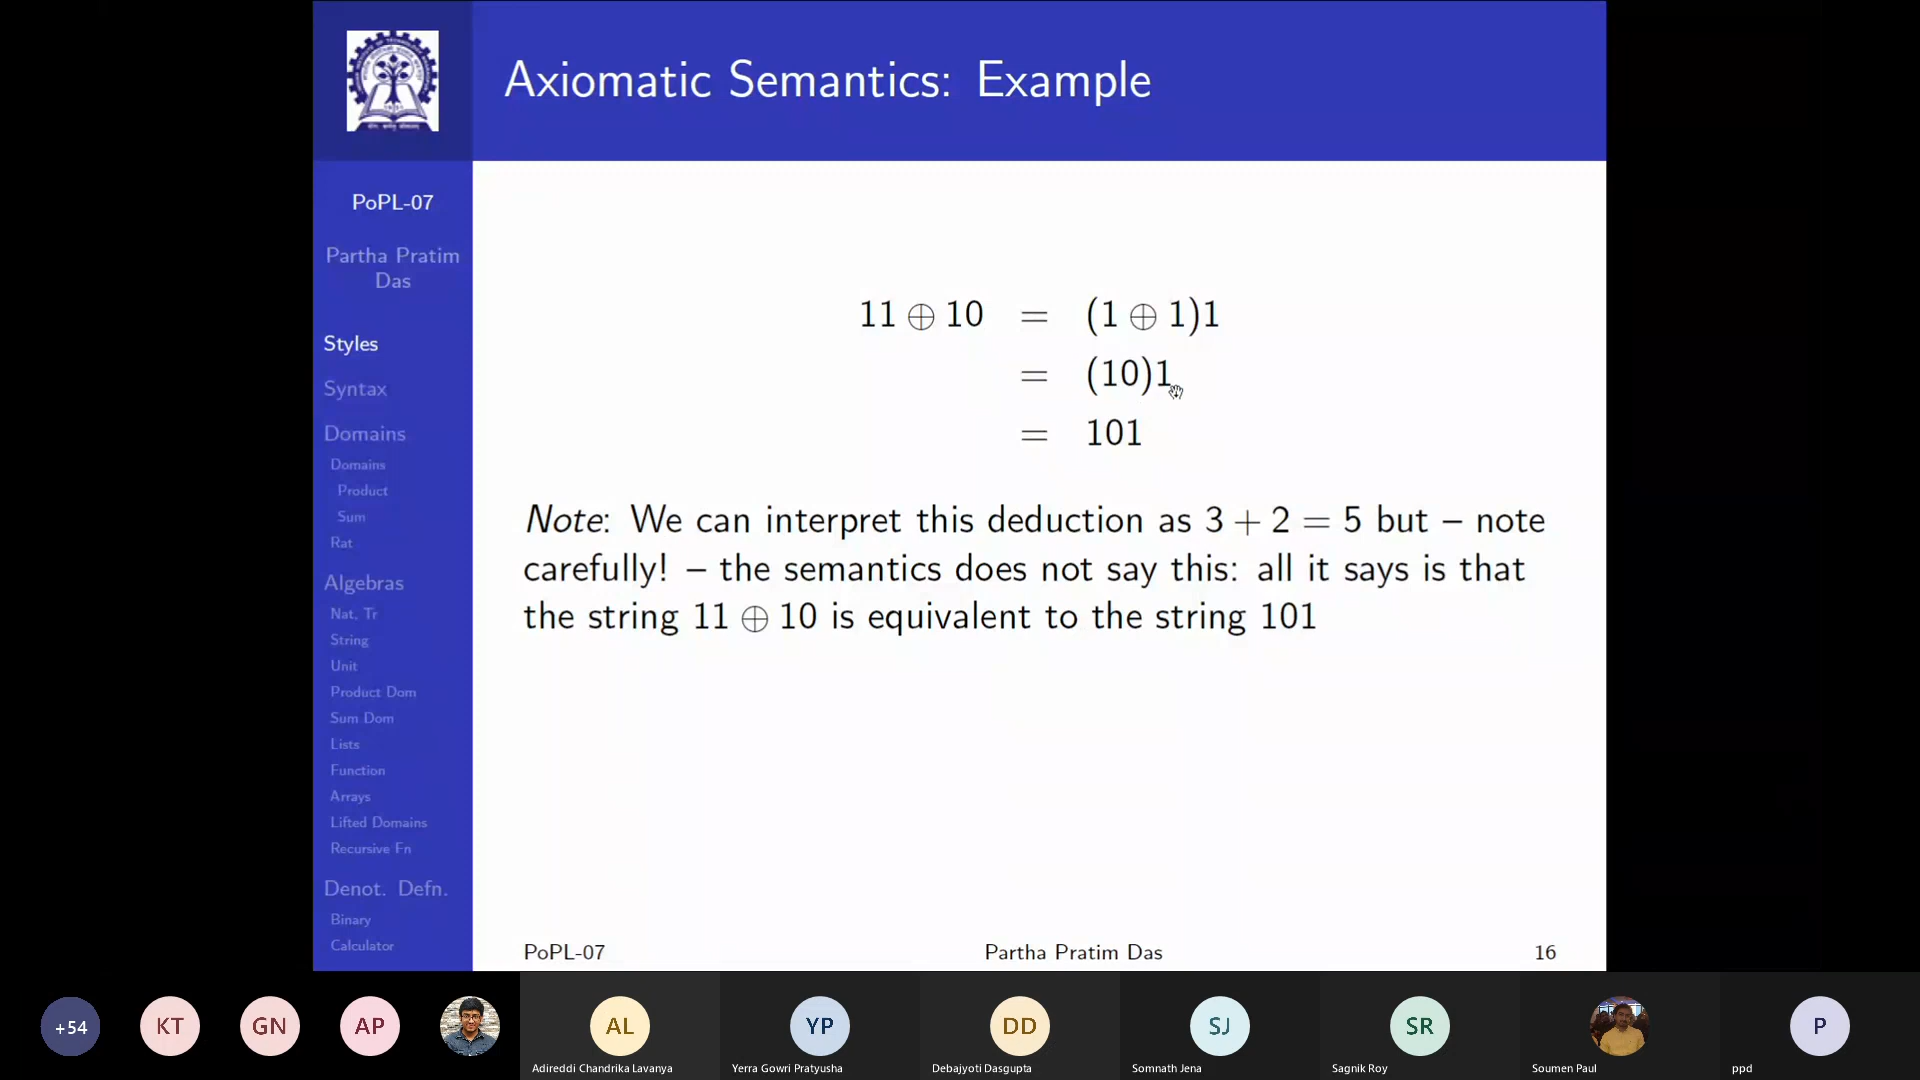 Axiomatic Semantics: Example
PoPL-07
Partha Pratim
Das
Styles
Syntax
Domains
Domains
Product
Sum
Rat
Algebras
Nat, Tr
String
Unit
Product Dom
Sum Dom
Lists
Function
Arrays
Lifted Domains
Recursive Fn
Denot. Defn.
Binary
Calculator
11 ⊕ 10 = (1 ⊕ 1)1
= (10)1
= 101
Note: We can interpret this deduction as 3 + 2 = 5 but – note
carefully! – the semantics does not say this: all it says is that
the string 11 ⊕ 10 is equivalent to the string 101
PoPL-07 Partha Pratim Das 16
+54 KT GN AP AL YP DD SJ SR P
Adireddi Chandrika Lavanya Yerra Gowri Pratyusha Debajyoti Dasgupta Somnath Jena Sagnik Roy Soumen Paul ppd